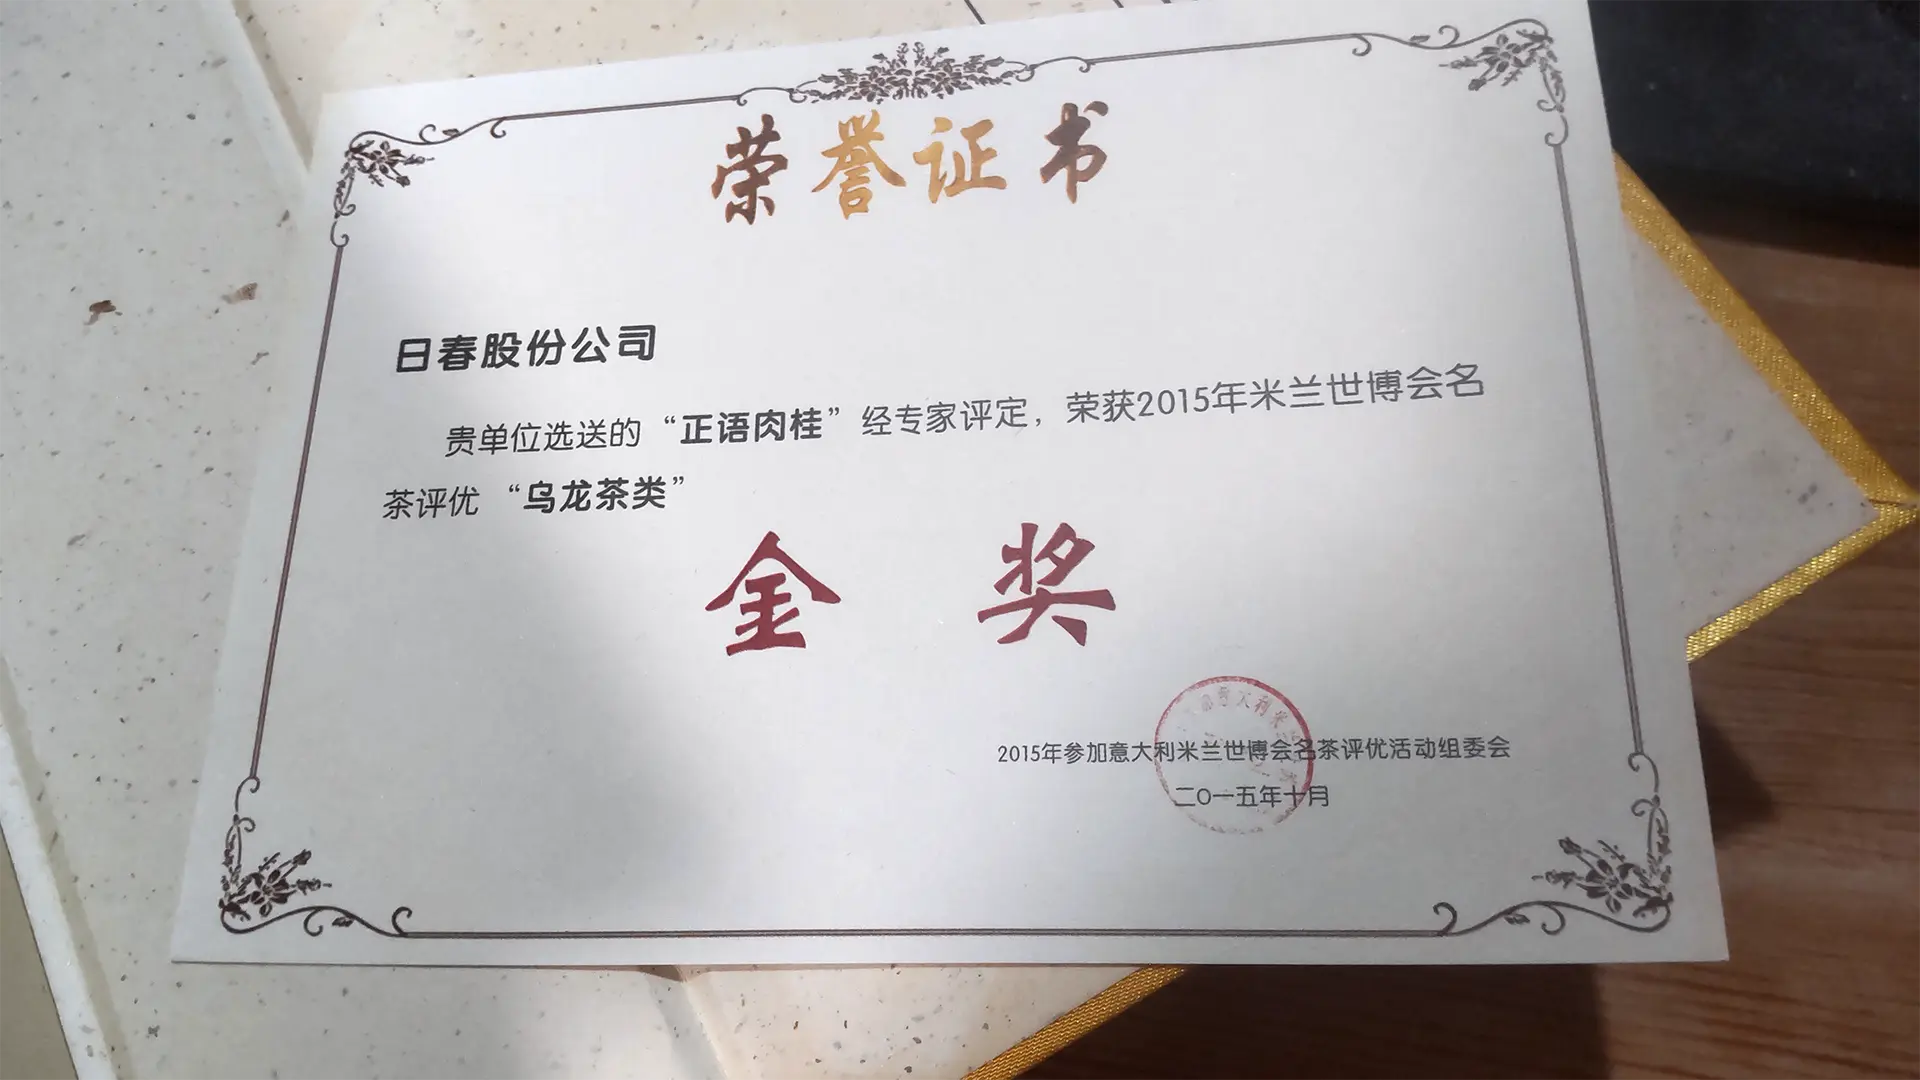 荣誉证书
日春股份公司
贵单位选送的“正语肉桂”经专家评定，荣获2015年米兰世博会名
茶评优 “乌龙茶类”
金 奖
2015年参加意大利米兰世博会名茶评优活动组委会
二〇一五年十月